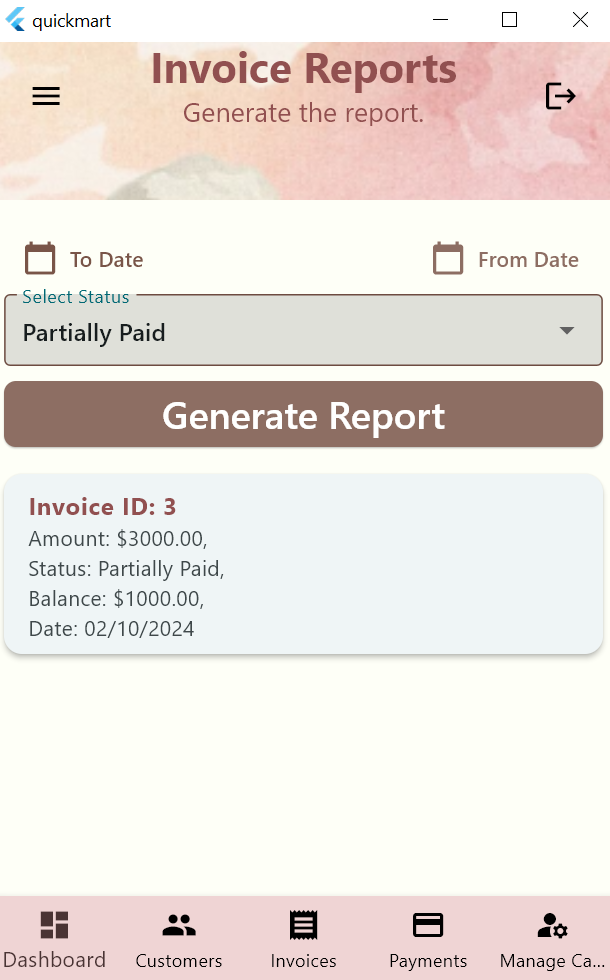 quickmart
Invoice Reports
Generate the report.
To Date
From Date
Select Status
Partially Paid
Generate Report
Invoice ID: 3
Amount: $3000.00,
Status: Partially Paid,
Balance: $1000.00,
Date: 02/10/2024
Dashboard
Customers
Invoices
Payments
Manage Ca...